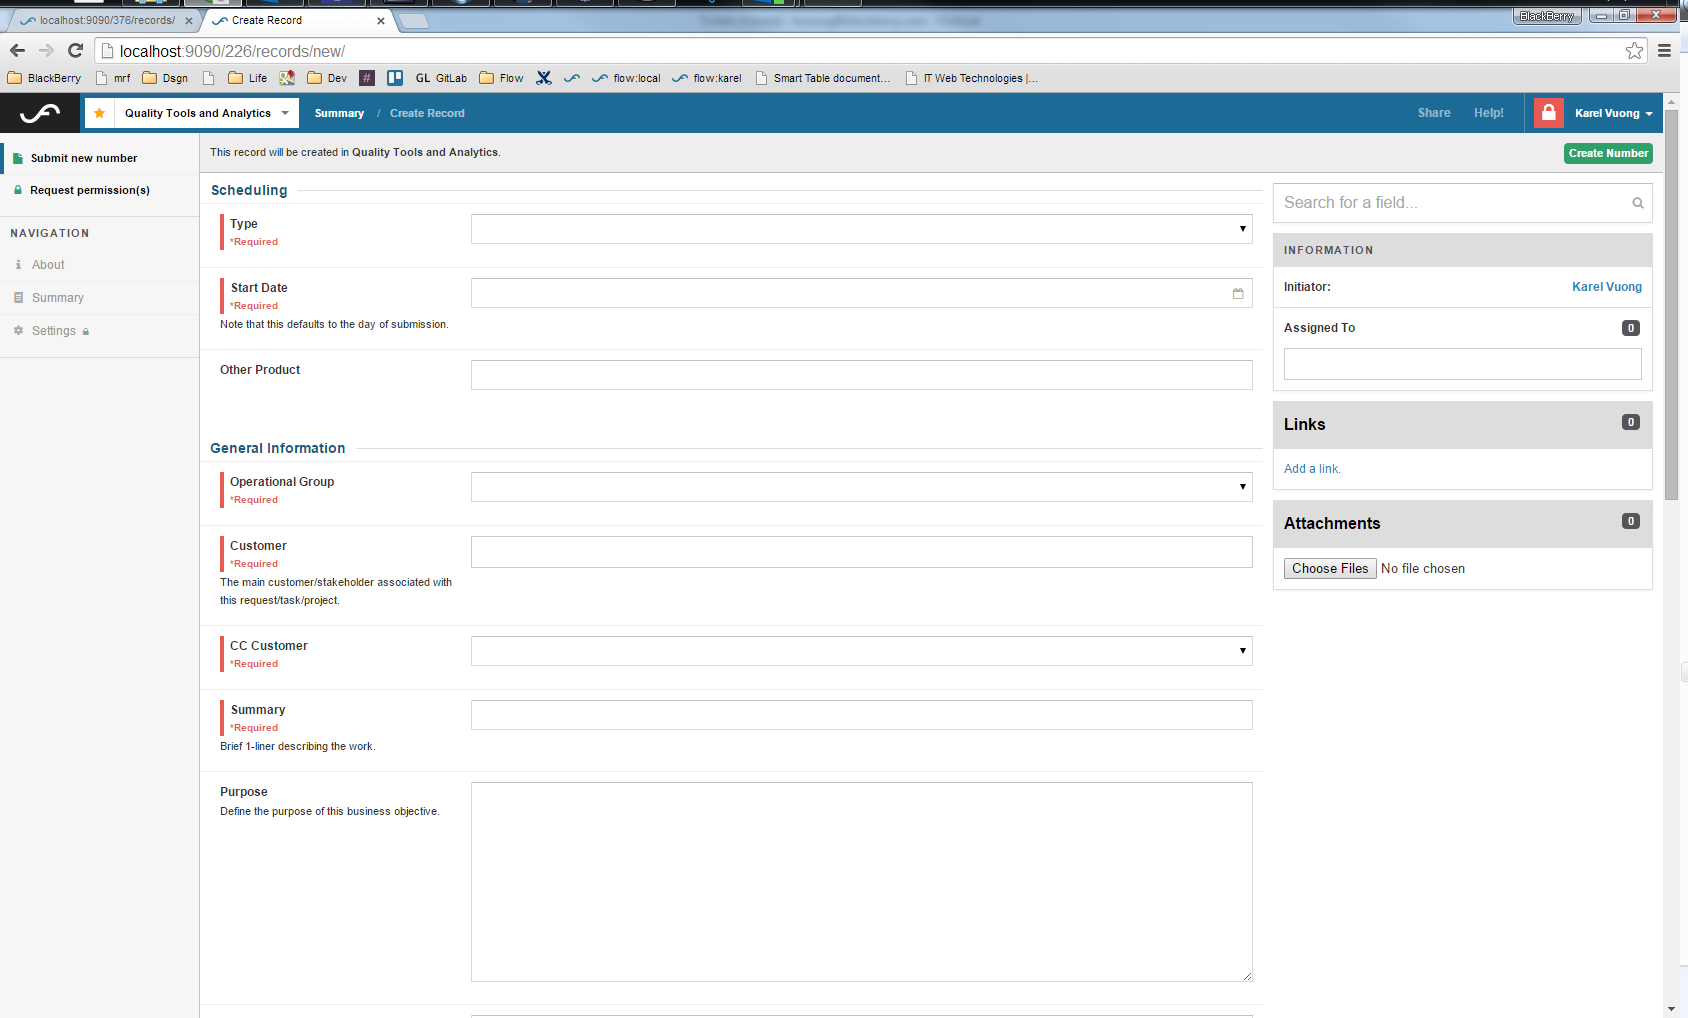 BlackBerry
localhost:9090/376/records/
Create Record
localhost:9090/226/records/new/
BlackBerry
mrf
Dsgn
Life
Dev
#
GL GitLab
Flow
flow:local
flow:karel
Smart Table document...
IT Web Technologies |...
Quality Tools and Analytics
Summary / Create Record
Share
Help!
Karel Vuong
Submit new number
Request permission(s)
NAVIGATION
About
Summary
Settings
This record will be created in Quality Tools and Analytics.
Create Number
Scheduling
Type
*Required
Start Date
*Required
Note that this defaults to the day of submission.
Other Product
General Information
Operational Group
*Required
Customer
*Required
The main customer/stakeholder associated with
this request/task/project.
CC Customer
*Required
Summary
*Required
Brief 1-liner describing the work.
Purpose
Define the purpose of this business objective.
Search for a field...
INFORMATION
Initiator:
Karel Vuong
Assigned To
0
Links
0
Add a link.
Attachments
0
Choose Files
No file chosen